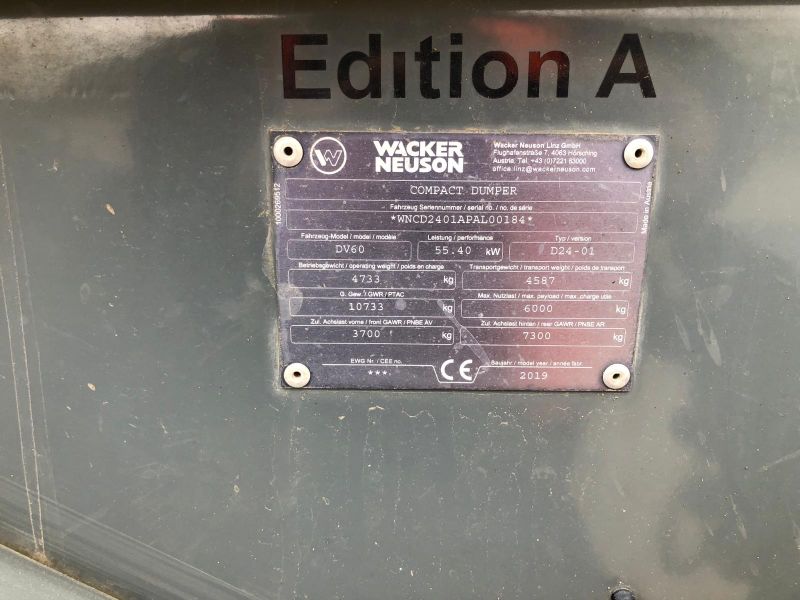 Edition A
WACKER NEUSON
Wacker Neuson Linz GmbH
Flughafenstraße 7, 4063 Hörsching
Austria, Tel. +43 (0)7221 63000
office.linz@wackerneuson.com
COMPACT DUMPER
Fahrzeug Seriennummer / serial no. / no. de série
*WNCD2401APAL00184*
Fahrzeug-Model / model / modèle
DV60
Leistung / performance
55.40 kW
Typ / version
D24-01
Betriebsgewicht / operating weight / poids en charge
4733 kg
Transportgewicht / transport weight / poids de transport
4587 kg
G. Gew. / GWR / PTAC
10733 kg
Max. Nutzlast / max. payload / max. charge utile
6000 kg
Zul. Achslast vorne / front GAWR / PNBE AV
3700 kg
Zul. Achslast hinten / rear GAWR / PNBE AR
7300 kg
EWG Nr. / CEE no.
***
CE
Baujahr / model year / année fabr.
2019
1000269512
Made in Austria